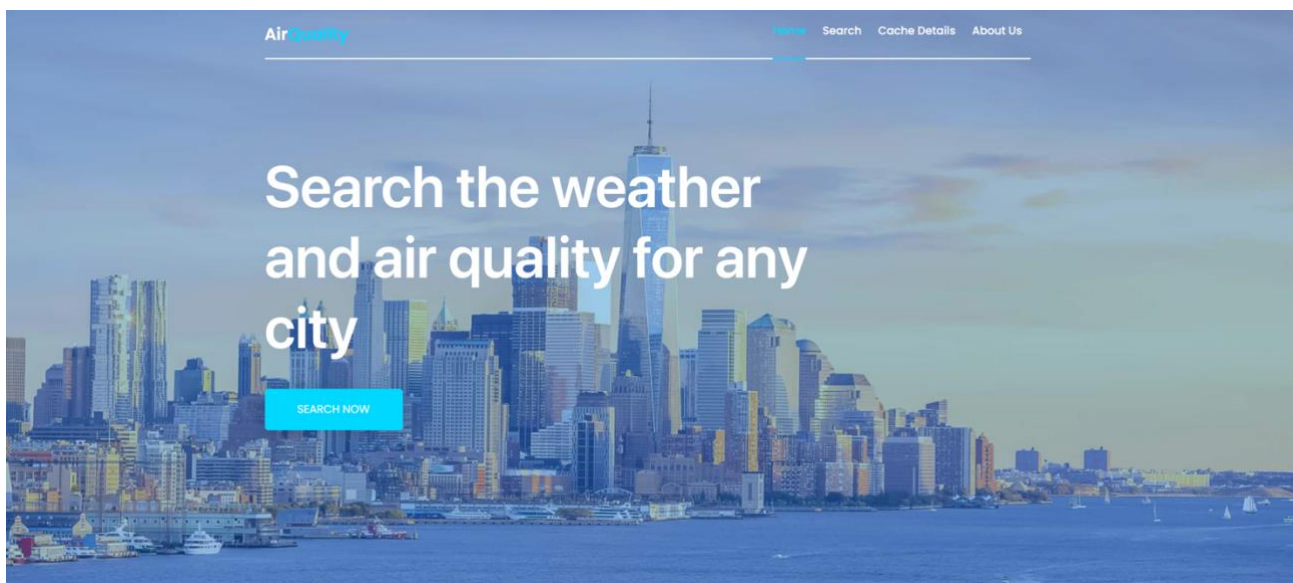 AirQuality
Home Search Cache Details About Us
Search the weather
and air quality for any
city
SEARCH NOW